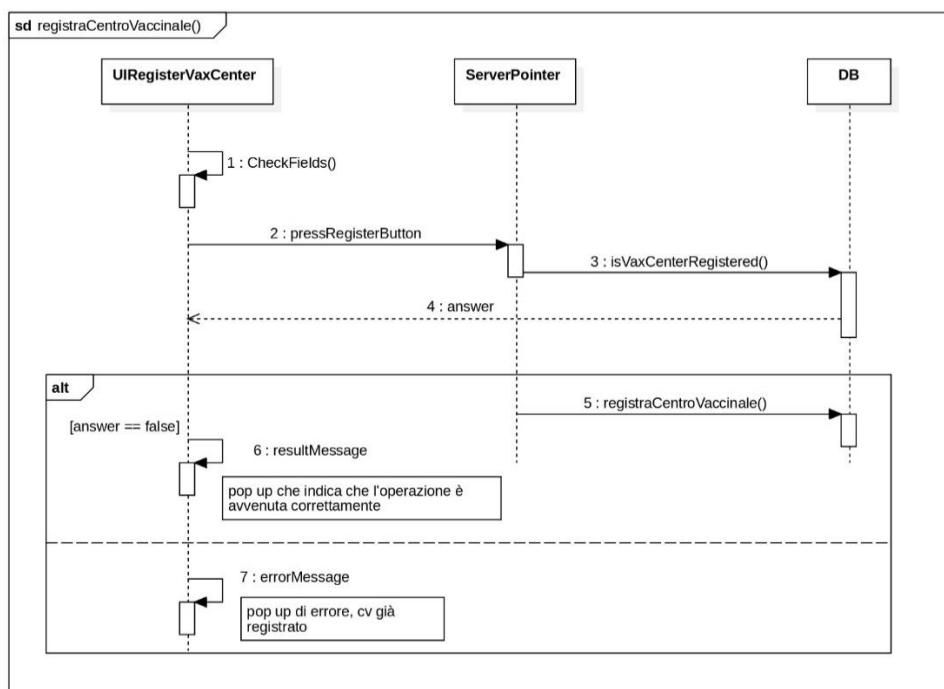 sd registraCentroVaccinale()
UIRegisterVaxCenter
ServerPointer
DB
1 : CheckFields()
2 : pressRegisterButton
3 : isVaxCenterRegistered()
4 : answer
alt
5 : registraCentroVaccinale()
[answer == false]
6 : resultMessage
pop up che indica che l'operazione è
avvenuta correttamente
7 : errorMessage
pop up di errore, cv già
registrato